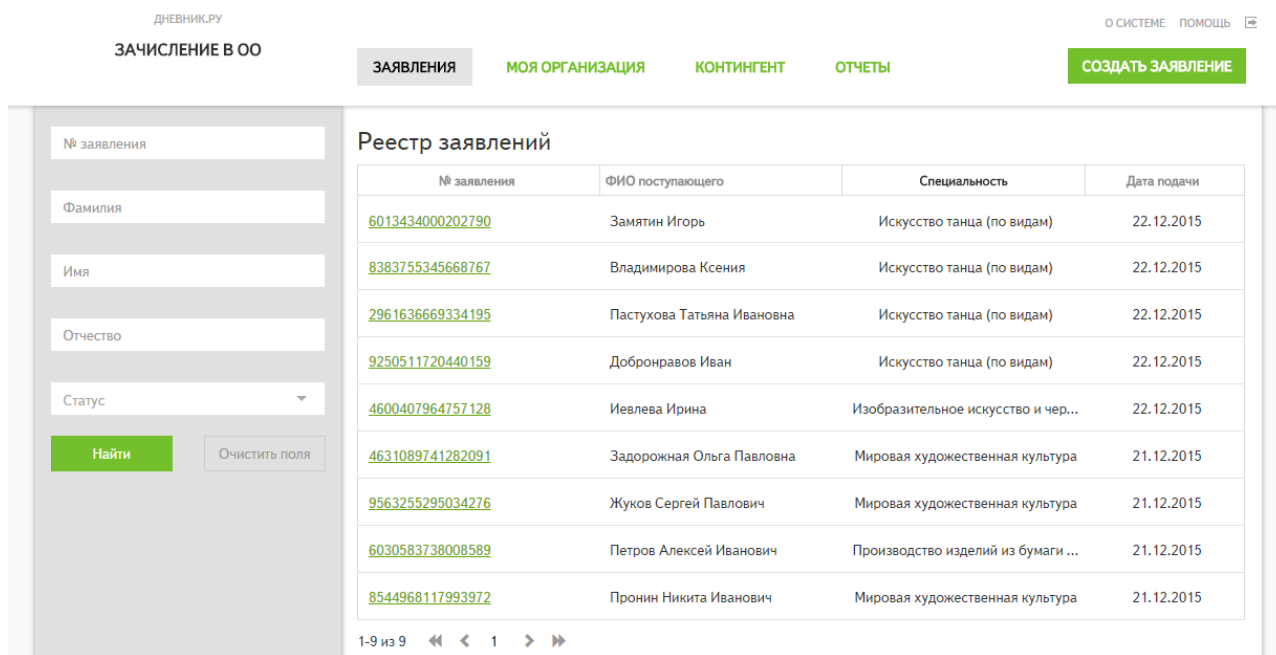 ДНЕВНИК.РУ
ЗАЧИСЛЕНИЕ В ОО
О СИСТЕМЕ ПОМОЩЬ
ЗАЯВЛЕНИЯ МОЯ ОРГАНИЗАЦИЯ КОНТИНГЕНТ ОТЧЕТЫ СОЗДАТЬ ЗАЯВЛЕНИЕ
№ заявления
Фамилия
Имя
Отчество
Статус
Найти Очистить поля
Реестр заявлений
№ заявления ФИО поступающего Специальность Дата подачи
6013434000202790 Замятин Игорь Искусство танца (по видам) 22.12.2015
8383755345668767 Владимирова Ксения Искусство танца (по видам) 22.12.2015
2961636669334195 Пастухова Татьяна Ивановна Искусство танца (по видам) 22.12.2015
9250511720440159 Добронравов Иван Искусство танца (по видам) 22.12.2015
4600407964757128 Иевлева Ирина Изобразительное искусство и чер... 22.12.2015
4631089741282091 Задорожная Ольга Павловна Мировая художественная культура 21.12.2015
9563255295034276 Жуков Сергей Павлович Мировая художественная культура 21.12.2015
6030583738008589 Петров Алексей Иванович Производство изделий из бумаги ... 21.12.2015
8544968117993972 Пронин Никита Иванович Мировая художественная культура 21.12.2015
1-9 из 9 1